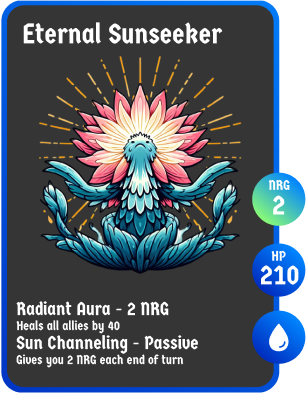 Eternal Sunseeker
NRG
2
HP
210
Radiant Aura - 2 NRG
Heals all allies by 40
Sun Channeling - Passive
Gives you 2 NRG each end of turn